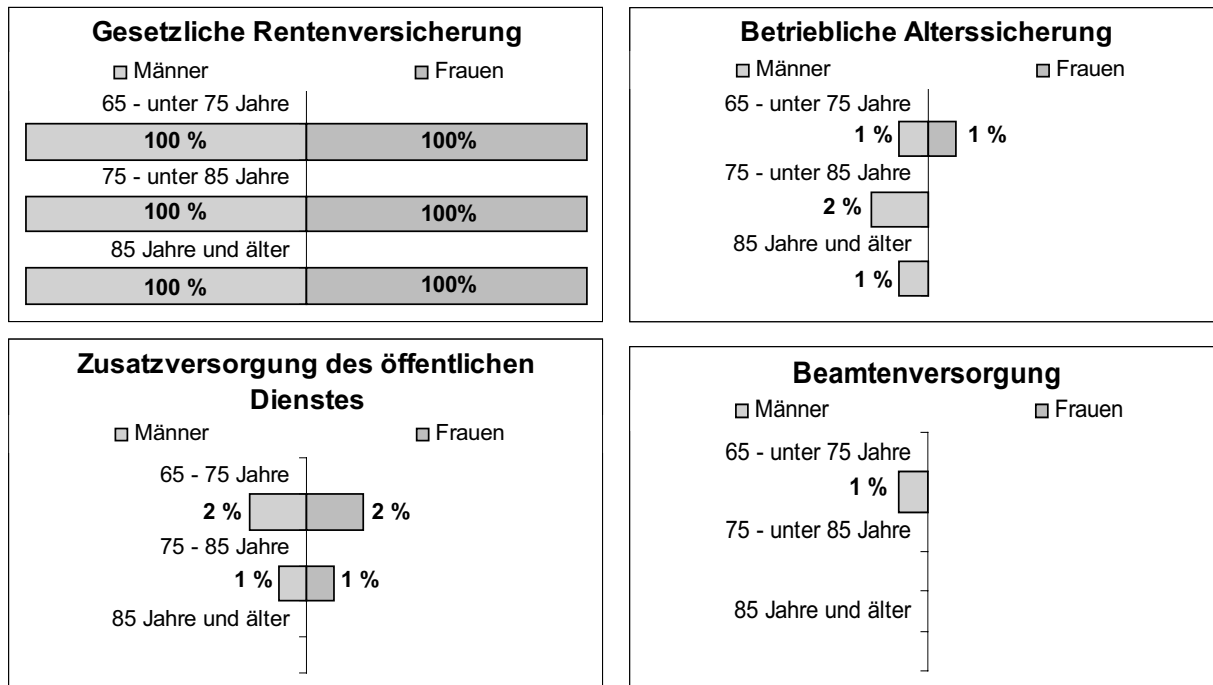 Gesetzliche Rentenversicherung
Männer Frauen
65 - unter 75 Jahre
100 % 100%
75 - unter 85 Jahre
100 % 100%
85 Jahre und älter
100 % 100%
Betriebliche Alterssicherung
Männer Frauen
65 - unter 75 Jahre
1 % 1 %
75 - unter 85 Jahre
2 %
85 Jahre und älter
1 %
Zusatzversorgung des öffentlichen
Dienstes
Männer Frauen
65 - 75 Jahre
2 % 2 %
75 - 85 Jahre
1 % 1 %
85 Jahre und älter
Beamtenversorgung
Männer Frauen
65 - unter 75 Jahre
1 %
75 - unter 85 Jahre
85 Jahre und älter